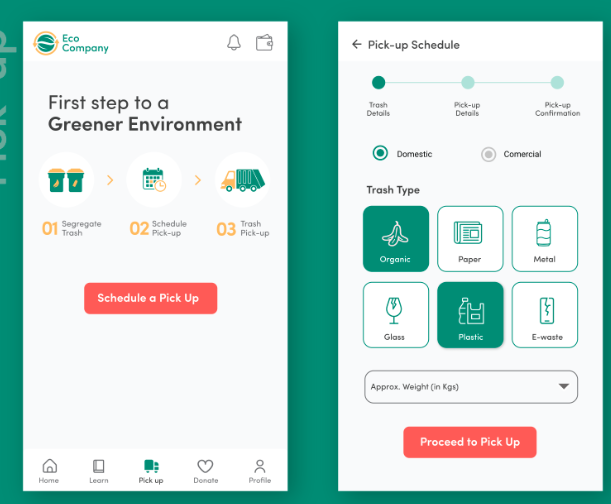 Pick up
Eco
Company
First step to a
Greener Environment
01 Segregate
Trash
02 Schedule
Pick-up
03 Trash
Pick-up
Schedule a Pick Up
Home
Learn
Pick up
Donate
Profile
Pick-up Schedule
Trash
Details
Pick-up
Details
Pick-up
Confirmation
Domestic
Comercial
Trash Type
Organic
Paper
Metal
Glass
Plastic
E-waste
Approx. Weight (in Kgs)
Proceed to Pick Up